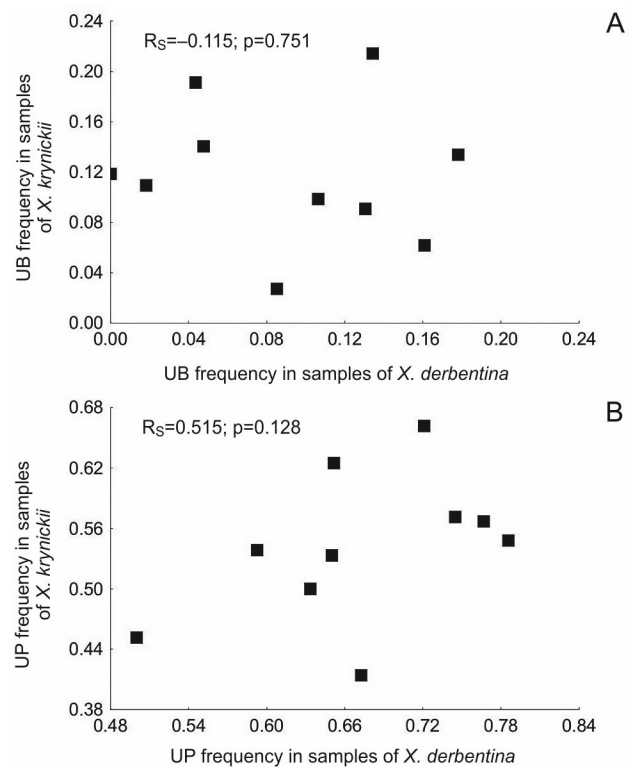 A
R_S=–0.115; p=0.751
0.24
0.20
0.16
0.12
0.08
0.04
0.00
UB frequency in samples
of X. krynickii
0.00 0.04 0.08 0.12 0.16 0.20 0.24
UB frequency in samples of X. derbentina
B
R_S=0.515; p=0.128
0.68
0.62
0.56
0.50
0.44
0.38
UP frequency in samples
of X. krynickii
0.48 0.54 0.60 0.66 0.72 0.78 0.84
UP frequency in samples of X. derbentina